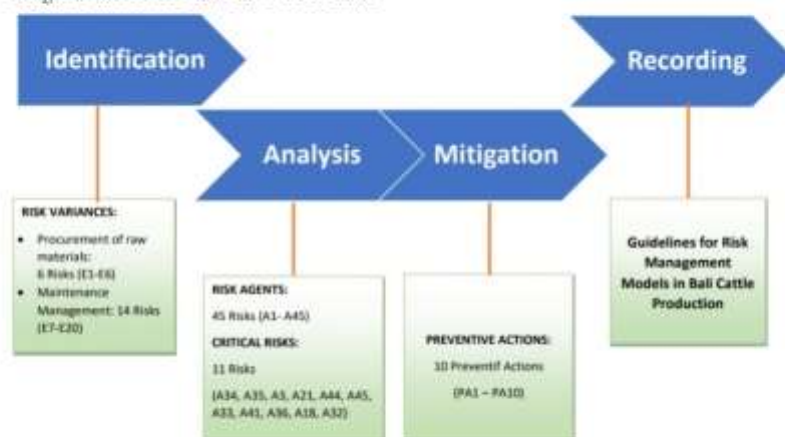 Identification
Recording
Analysis
Mitigation
RISK VARIANCES:
• Procurement of raw
materials:
6 Risks (E1-E6)
• Maintenance
Management: 14 Risks
(E7-E20)
RISK AGENTS:
45 Risks (A1- A45)
CRITICAL RISKS:
11 Risks
(A34, A35, A3, A21, A44, A45,
A33, A41, A36, A18, A32)
PREVENTIVE ACTIONS:
10 Preventif Actions
(PA1 – PA10)
Guidelines for Risk
Management
Models in Bali Cattle
Production